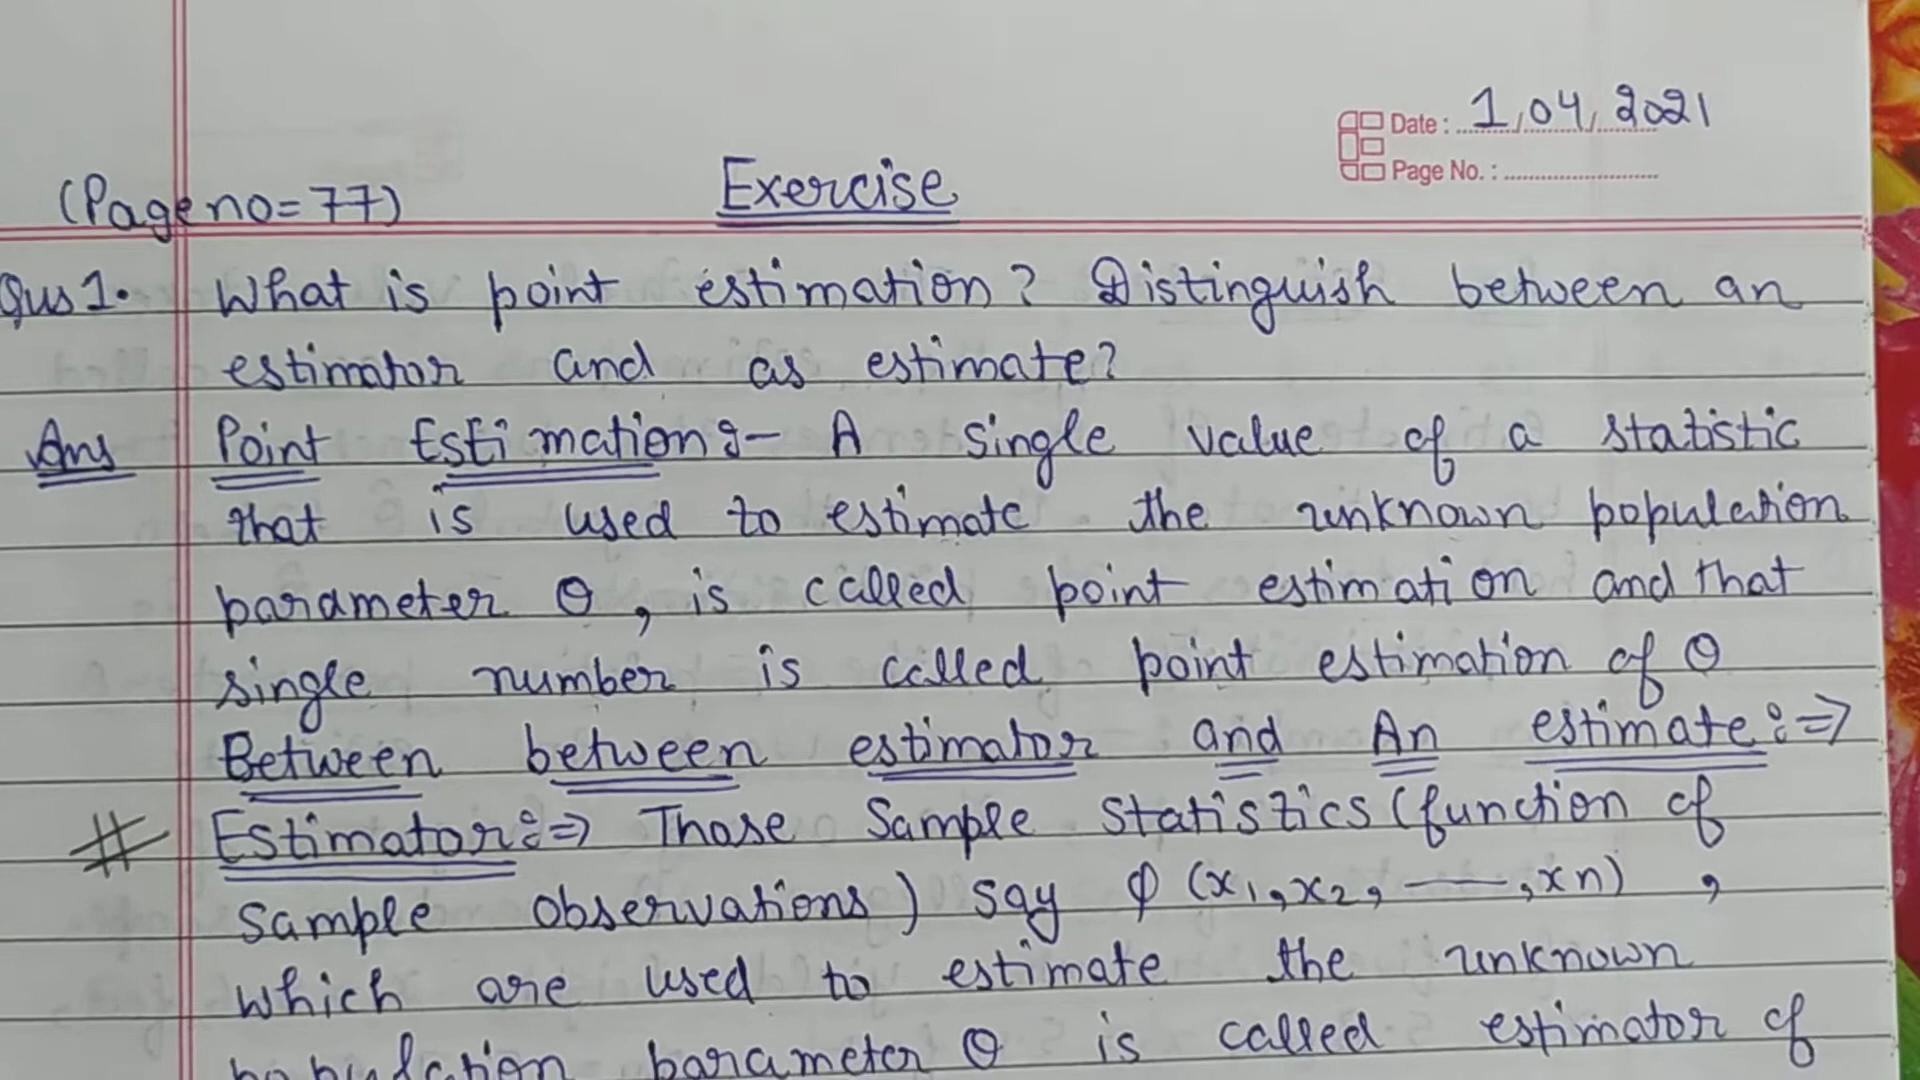 Date : 1/04/2021
Page No. :
(Page no = 77) Exercise
Qus 1. What is point estimation? Distinguish between an
estimator and as estimate?
Ans Point Estimation :- A single value of a statistic
that is used to estimate the unknown population
parameter θ, is called point estimation and that
single number is called point estimation of θ
Between between estimator and An estimate :⇒
# Estimator :⇒ Those Sample Statistics (function of
Sample observations) say φ (x1, x2, ——, xn) ,
which are used to estimate the unknown
population parameter θ is called estimator of